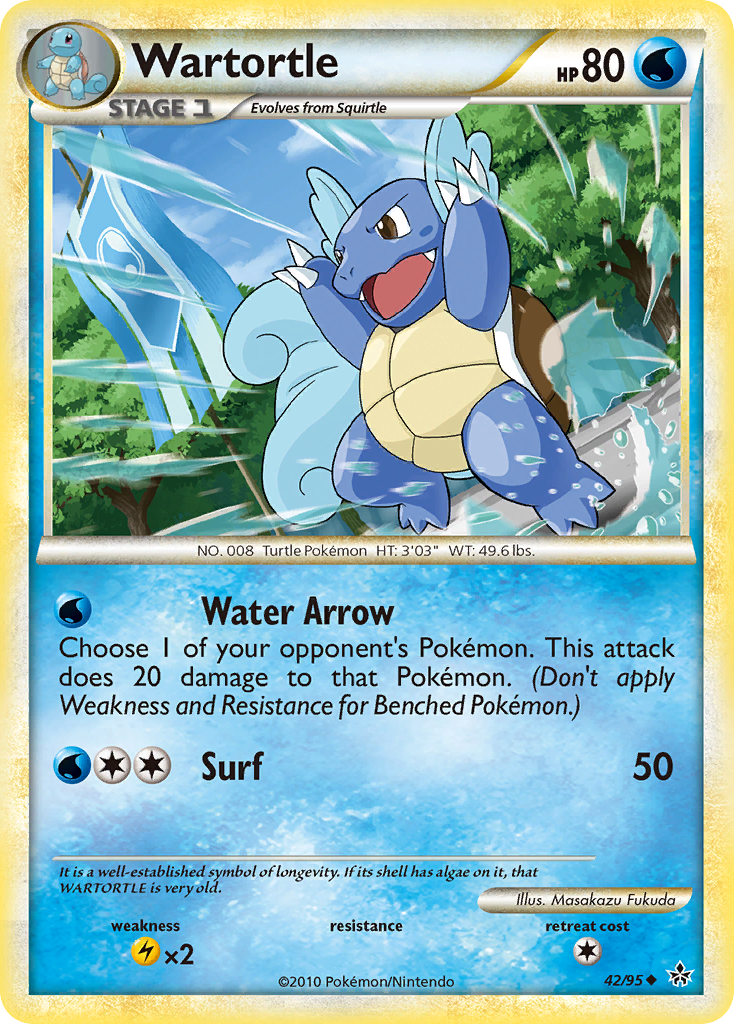 Wartortle
HP 80
STAGE 1
Evolves from Squirtle
NO. 008 Turtle Pokémon HT: 3'03" WT: 49.6 lbs.
Water Arrow
Choose 1 of your opponent's Pokémon. This attack
does 20 damage to that Pokémon. (Don't apply
Weakness and Resistance for Benched Pokémon.)
Surf 50
It is a well-established symbol of longevity. If its shell has algae on it, that
WARTORTLE is very old.
Illus. Masakazu Fukuda
weakness resistance retreat cost
×2
©2010 Pokémon/Nintendo 42/95